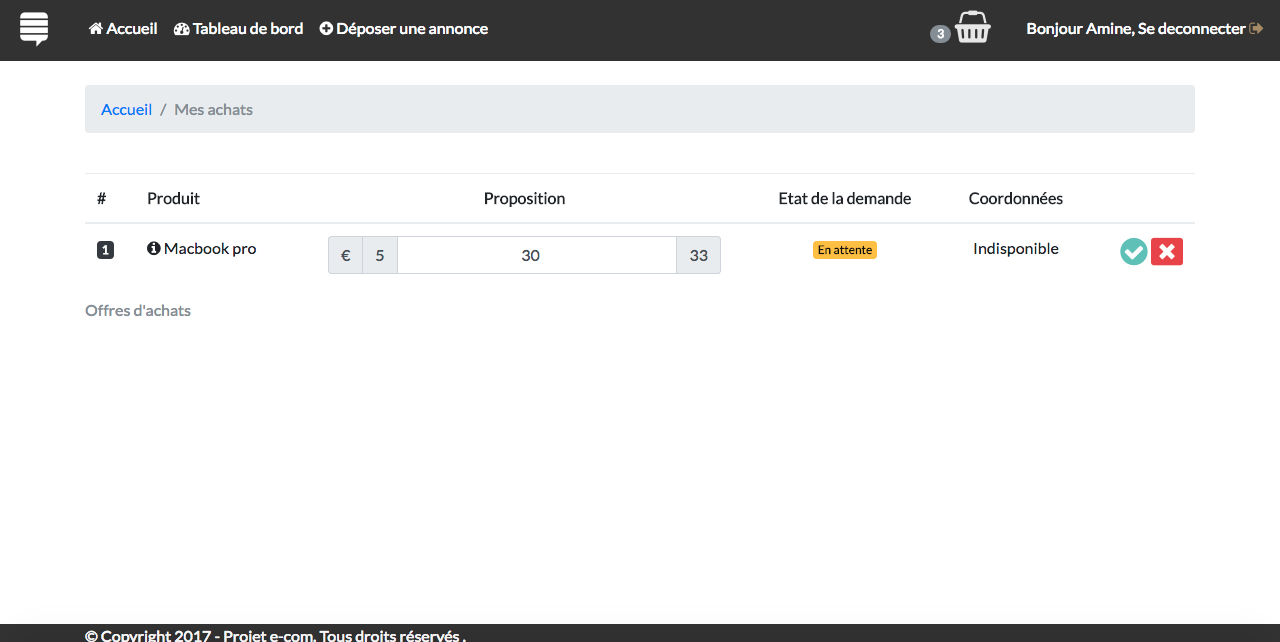 Accueil Tableau de bord Déposer une annonce 3 Bonjour Amine, Se deconnecter
Accueil / Mes achats
# Produit Proposition Etat de la demande Coordonnées
1 Macbook pro € 5 30 33 En attente Indisponible
Offres d'achats
© Copyright 2017 - Projet e-com. Tous droits réservés .